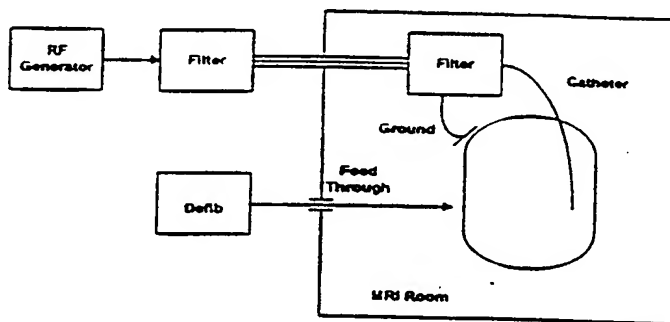 RF
Generator
Filter
Filter
Catheter
Ground
Feed
Through
Defib
MRI Room